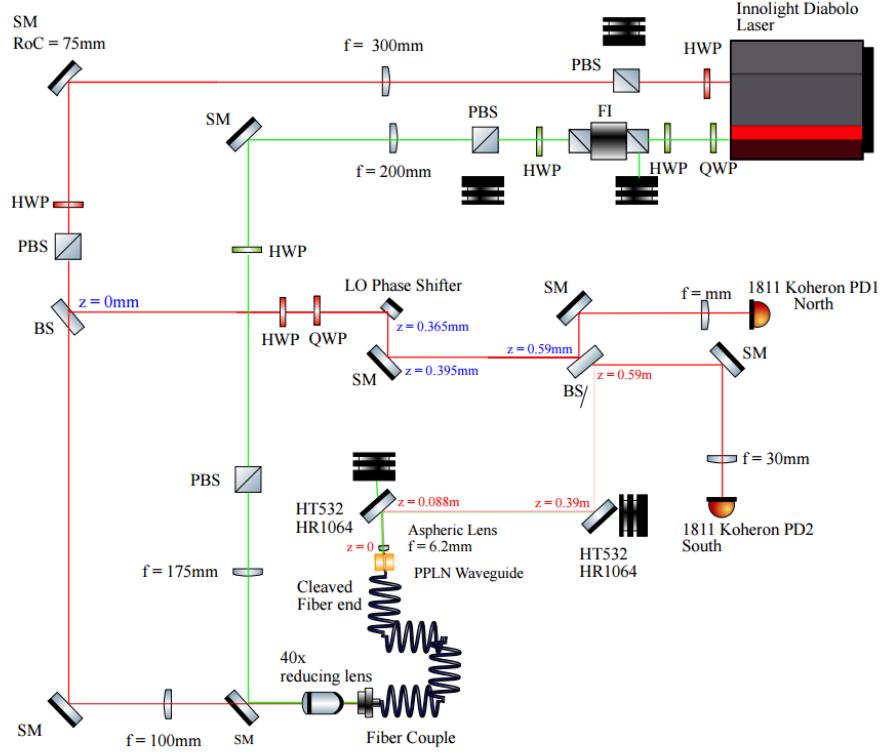 SM
RoC = 75mm
f = 300mm
PBS
HWP
Innolight Diabolo
Laser
SM
f = 200mm
PBS
HWP
FI
HWP
QWP
HWP
PBS
HWP
BS
z = 0mm
HWP
QWP
LO Phase Shifter
z = 0.365mm
SM
z = 0.395mm
z = 0.59mm
SM
f = mm
1811 Koheron PD1
North
BS/
z = 0.59m
SM
f = 30mm
1811 Koheron PD2
South
PBS
HT532
HR1064
z = 0.088m
z = 0.39m
HT532
HR1064
z = 0
Aspheric Lens
f = 6.2mm
PPLN Waveguide
f = 175mm
Cleaved
Fiber end
40x
reducing lens
SM
f = 100mm
SM
Fiber Couple